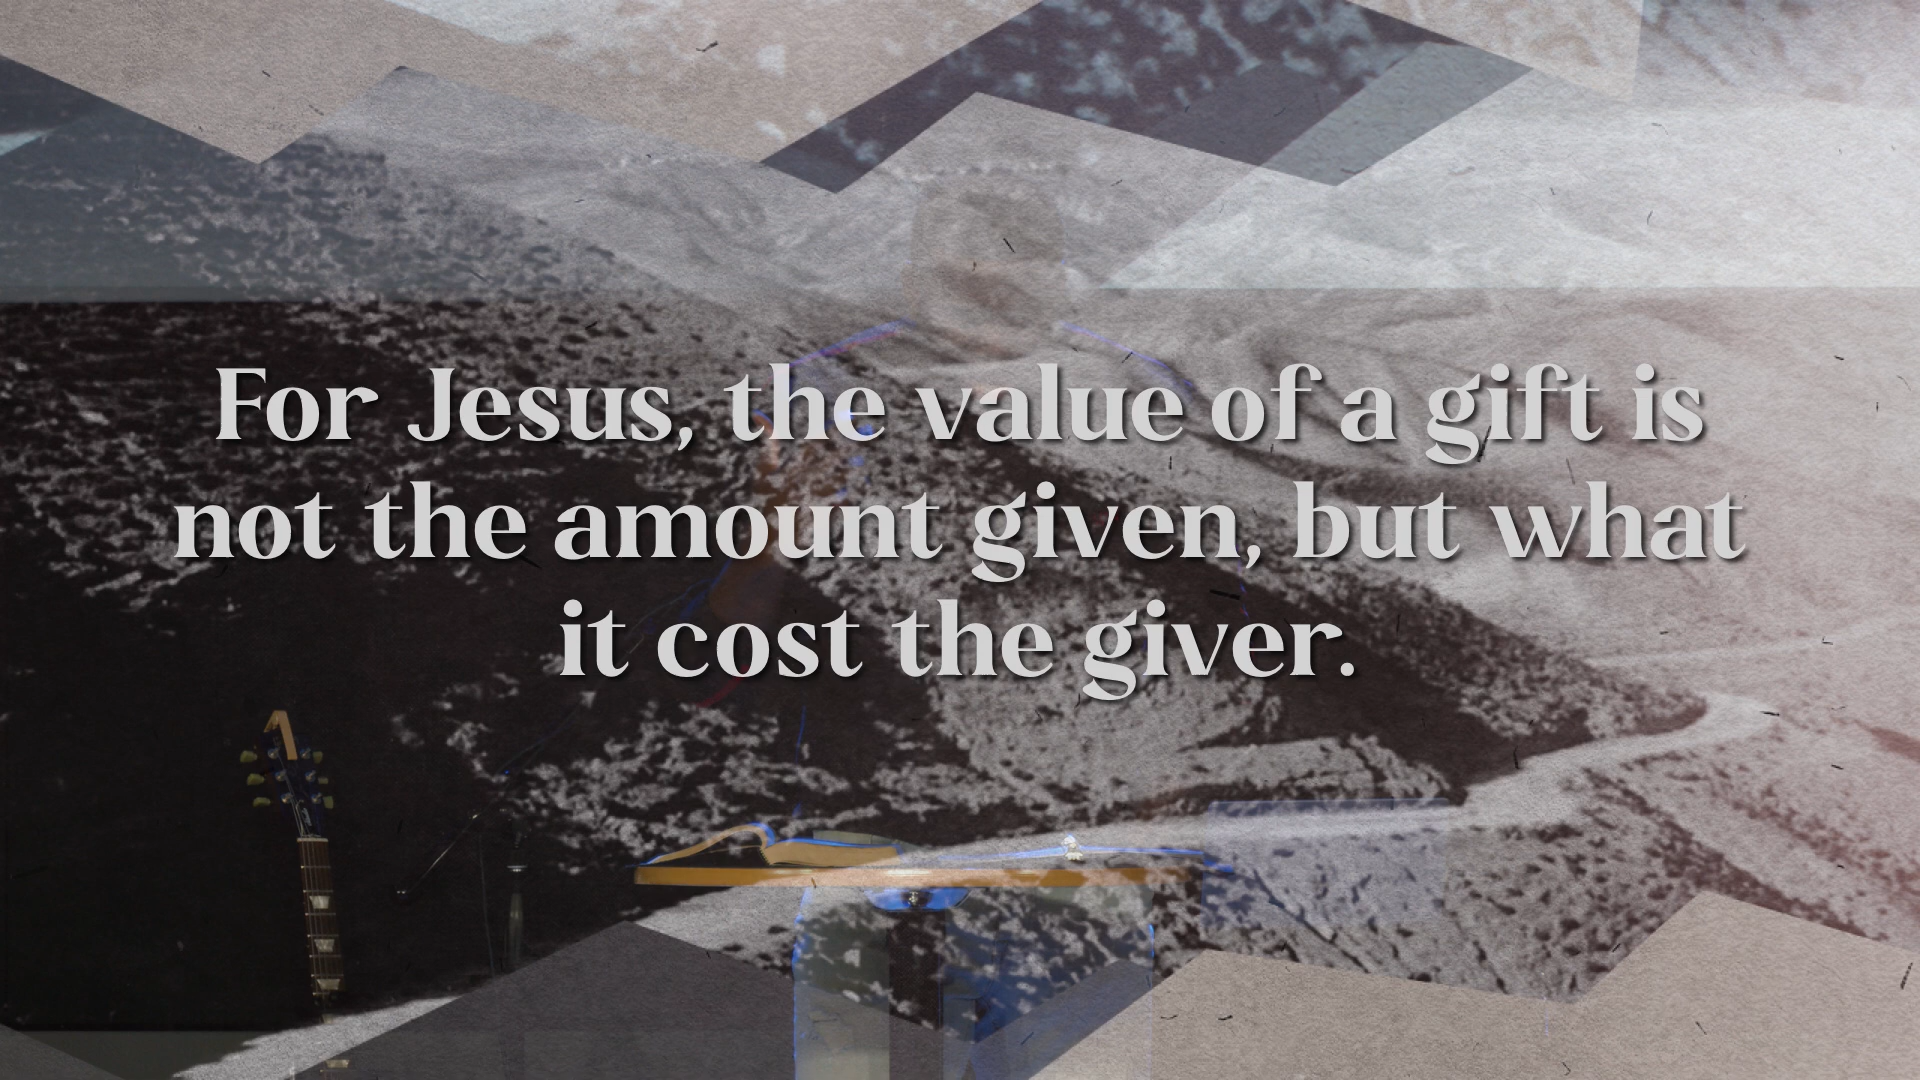 For Jesus, the value of a gift is
not the amount given, but what
it cost the giver.